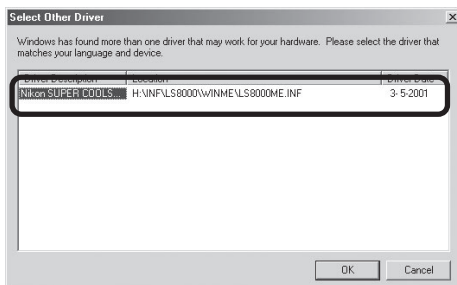 Select Other Driver
Windows has found more than one driver that may work for your hardware. Please select the driver that
matches your language and device.
Driver Description Location Driver Date
Nikon SUPER COOLS... H:\INF\LS8000\WINME\LS8000ME.INF 3- 5-2001
OK Cancel